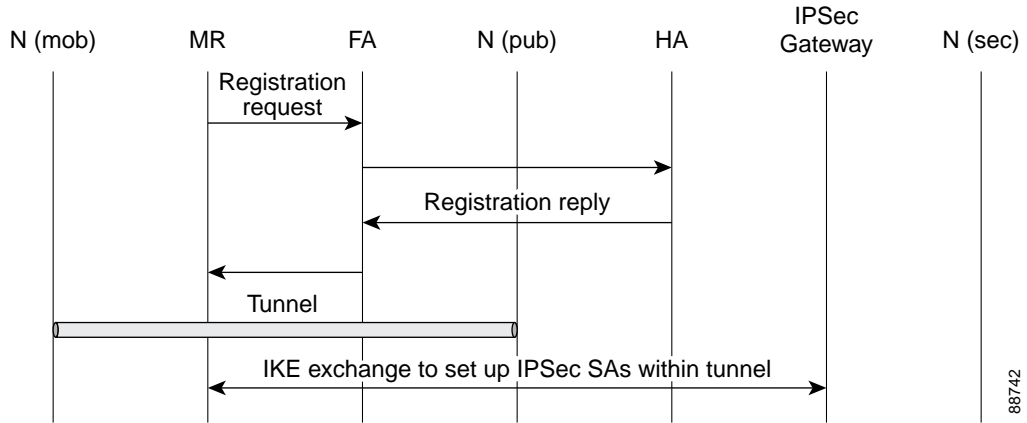 IPSec
Gateway
N (mob)
MR
FA
N (pub)
HA
N (sec)
Registration
request
Registration reply
Tunnel
IKE exchange to set up IPSec SAs within tunnel
88742